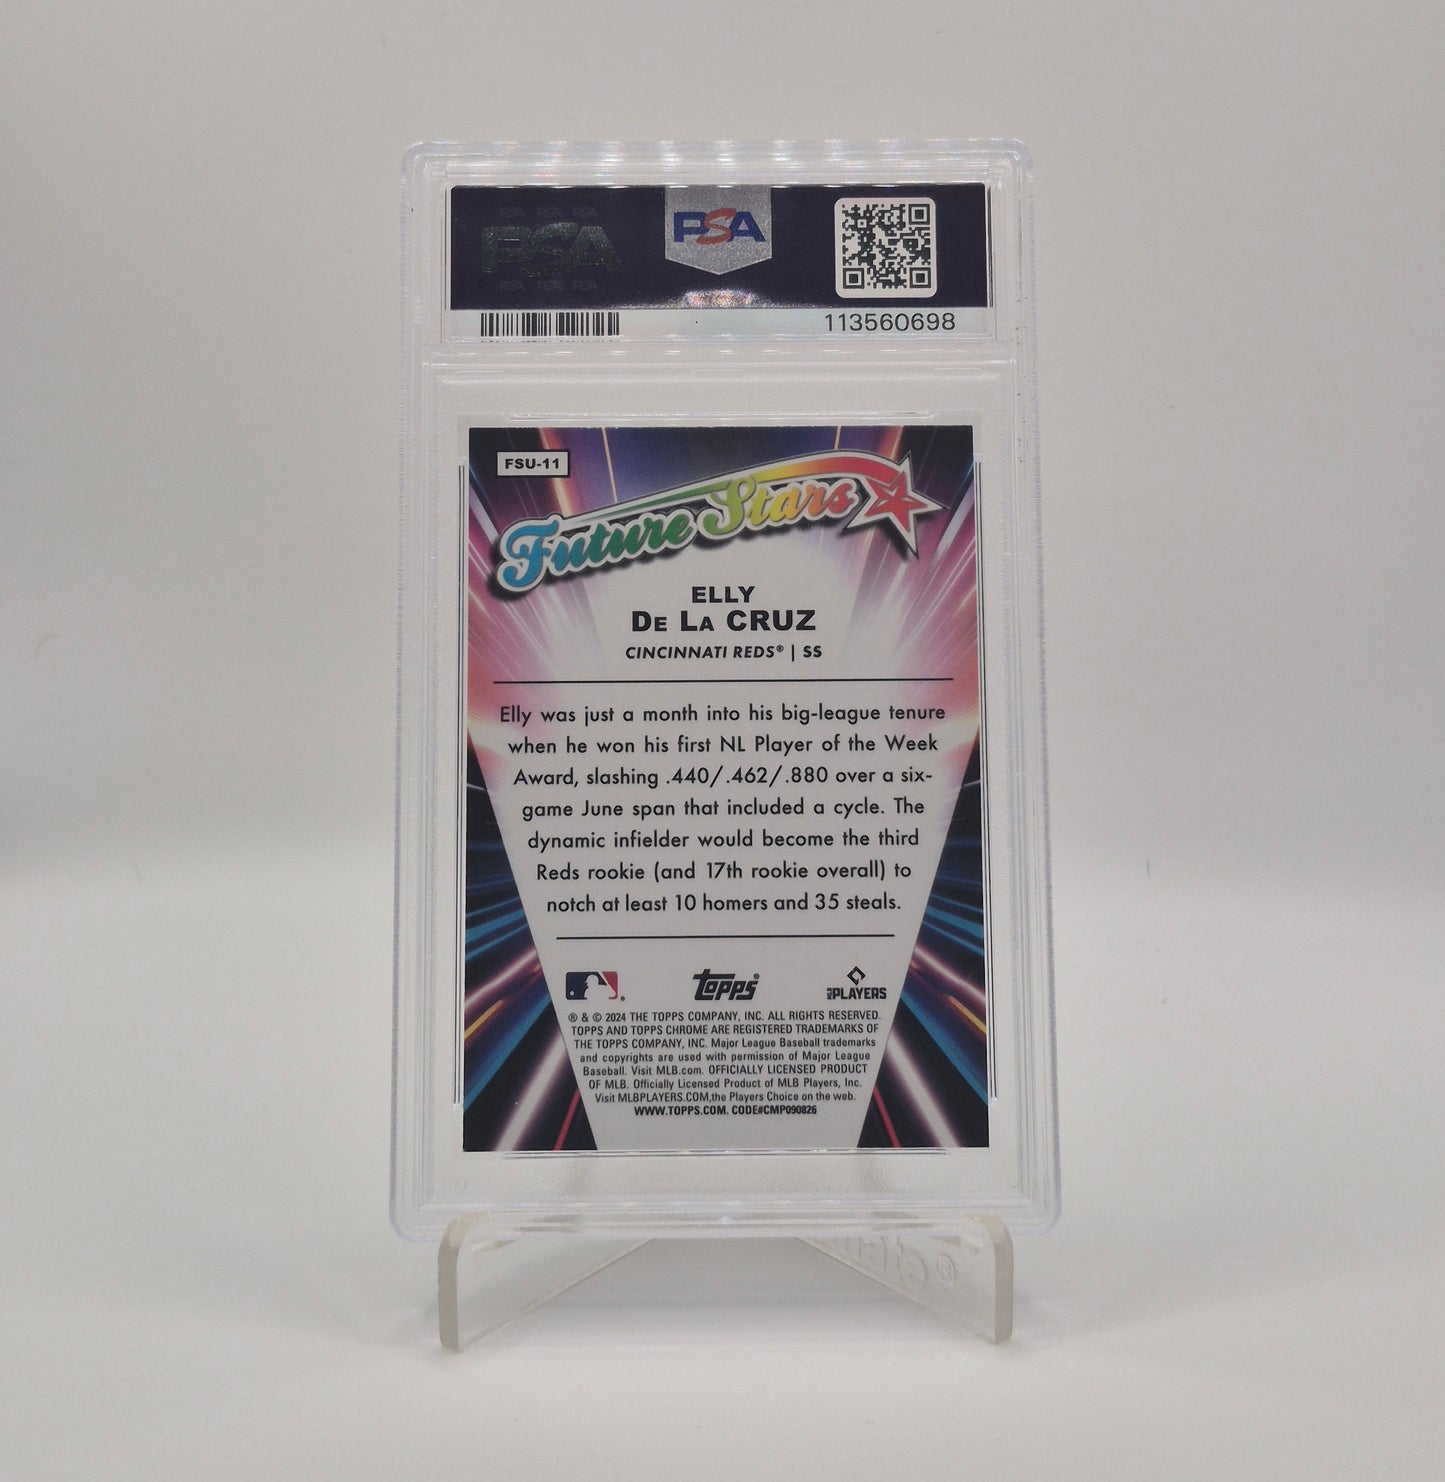 PSA PSA PSA
PSA
PSA PSA PSA
PSA
113560698
FSU-11
Future Stars
ELLY
DE LA CRUZ
CINCINNATI REDS® | SS
Elly was just a month into his big-league tenure
when he won his first NL Player of the Week
Award, slashing .440/.462/.880 over a six-
game June span that included a cycle. The
dynamic infielder would become the third
Reds rookie (and 17th rookie overall) to
notch at least 10 homers and 35 steals.
Topps
MLB PLAYERS
® & © 2024 THE TOPPS COMPANY, INC. ALL RIGHTS RESERVED.
TOPPS AND TOPPS CHROME ARE REGISTERED TRADEMARKS OF
THE TOPPS COMPANY, INC. Major League Baseball trademarks
and copyrights are used with permission of Major League
Baseball. Visit MLB.com. OFFICIALLY LICENSED PRODUCT
OF MLB. Officially Licensed Product of MLB Players, Inc.
Visit MLBPLAYERS.COM,the Players Choice on the web.
WWW.TOPPS.COM. CODE#CMP090826